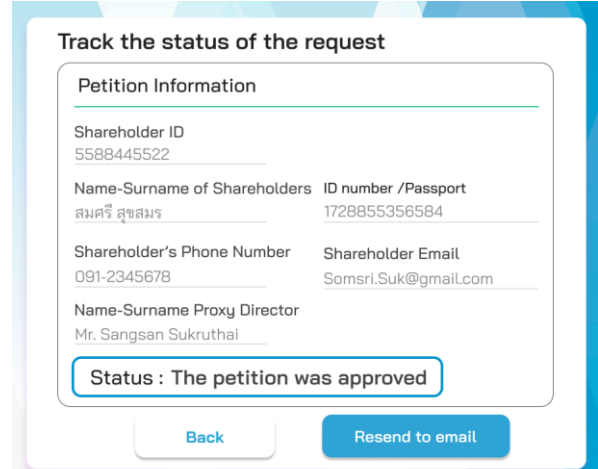 Track the status of the request
Petition Information
Shareholder ID
5588445522
Name-Surname of Shareholders
ID number /Passport
สมศรี สุขสมร
1728855356584
Shareholder's Phone Number
Shareholder Email
091-2345678
Somsri.Suk@gmail.com
Name-Surname Proxy Director
Mr. Sangsan Sukruthai
Status : The petition was approved
Back
Resend to email